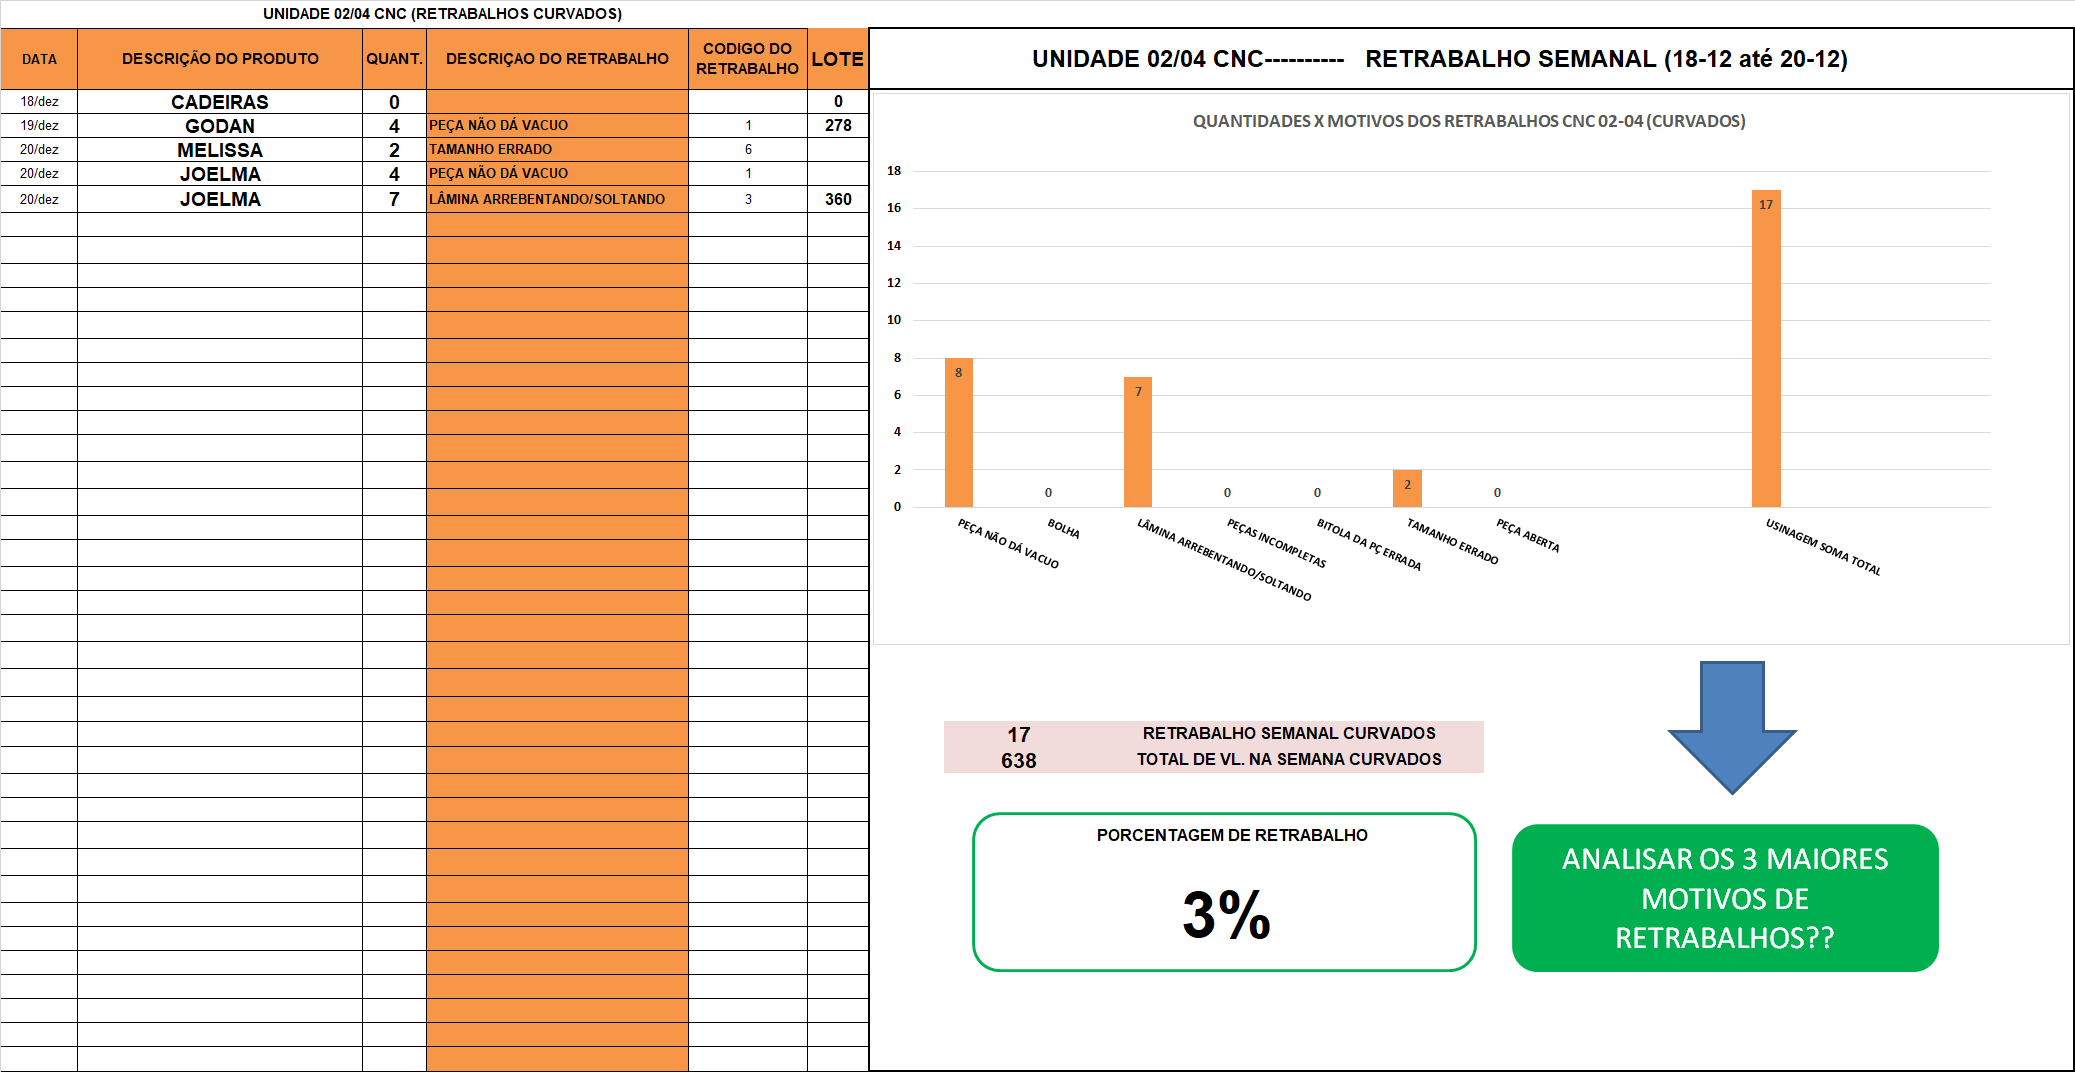 UNIDADE 02/04 CNC (RETRABALHOS CURVADOS)
DATA DESCRIÇÃO DO PRODUTO QUANT. DESCRIÇAO DO RETRABALHO CODIGO DO RETRABALHO LOTE
18/dez CADEIRAS 0 0
19/dez GODAN 4 PEÇA NÃO DÁ VACUO 1 278
20/dez MELISSA 2 TAMANHO ERRADO 6
20/dez JOELMA 4 PEÇA NÃO DÁ VACUO 1
20/dez JOELMA 7 LÂMINA ARREBENTANDO/SOLTANDO 3 360
UNIDADE 02/04 CNC---------- RETRABALHO SEMANAL (18-12 até 20-12)
QUANTIDADES X MOTIVOS DOS RETRABALHOS CNC 02-04 (CURVADOS)
18
16
14
12
10
8
6
4
2
0
8
0
7
0
0
2
0
17
PEÇA NÃO DÁ VACUO
BOLHA
LÂMINA ARREBENTANDO/SOLTANDO
PEÇAS INCOMPLETAS
BITOLA DA PÇ ERRADA
TAMANHO ERRADO
PEÇA ABERTA
USINAGEM SOMA TOTAL
17 RETRABALHO SEMANAL CURVADOS
638 TOTAL DE VL. NA SEMANA CURVADOS
PORCENTAGEM DE RETRABALHO
3%
ANALISAR OS 3 MAIORES
MOTIVOS DE
RETRABALHOS??